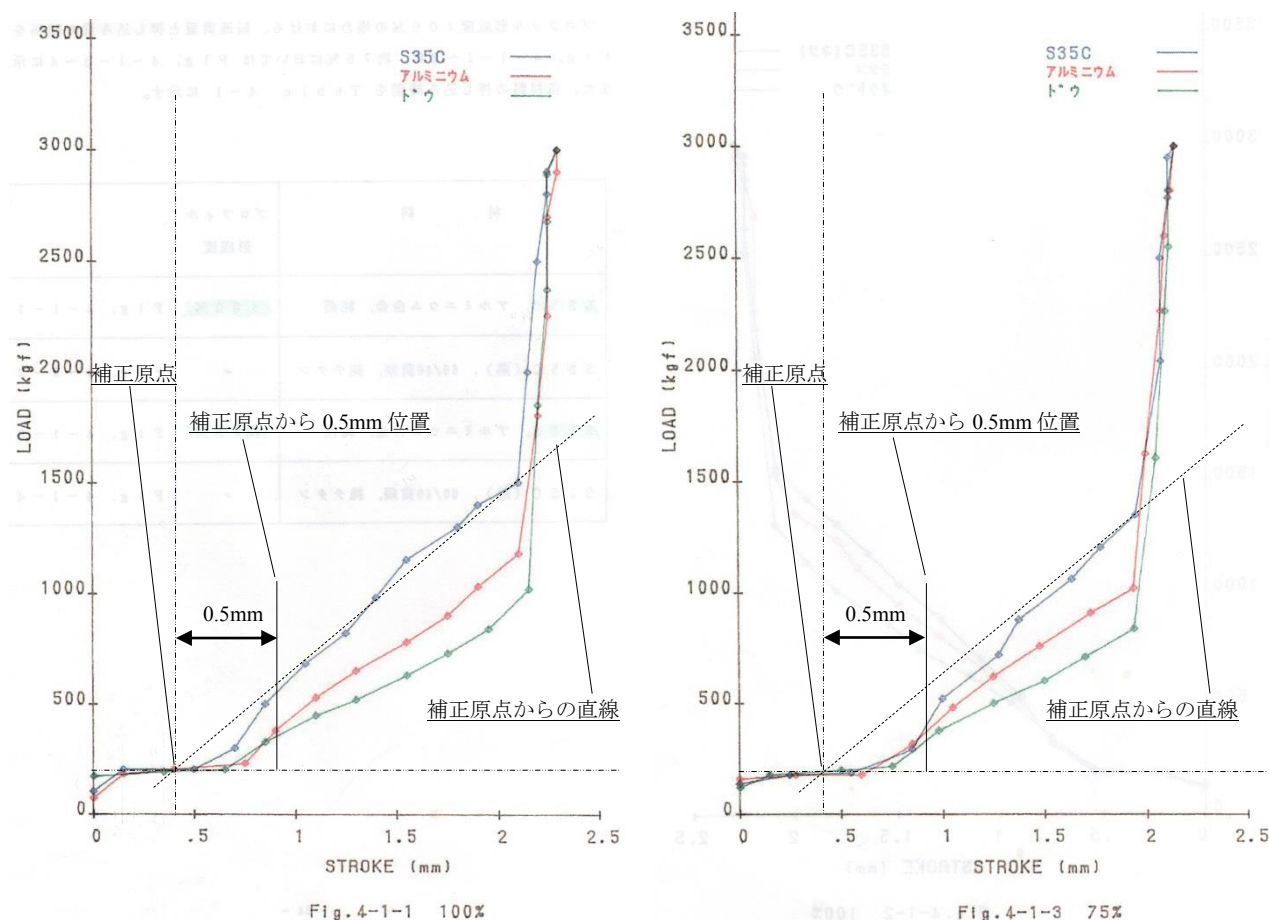 3500
S35C
アルミニウム
ド゛ウ
3000
2500
2000
LOAD (kgf)
補正原点
補正原点から 0.5mm 位置
1500
1000
0.5mm
500
補正原点からの直線
0
0 .5 1 1.5 2 2.5
STROKE (mm)
Fig.4-1-1 100%
3500
S35C
アルミニウム
ド゛ウ
3000
2500
2000
LOAD (kgf)
補正原点
補正原点から 0.5mm 位置
1500
1000
0.5mm
500
補正原点からの直線
0
0 .5 1 1.5 2 2.5
STROKE (mm)
Fig.4-1-3 75%